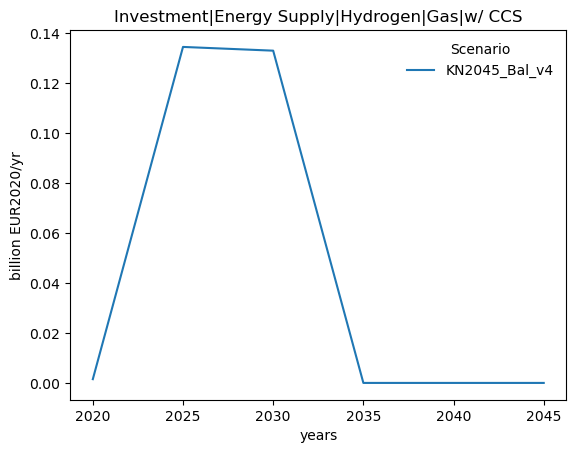 Investment|Energy Supply|Hydrogen|Gas|w/ CCS
Scenario
KN2045_Bal_v4
billion EUR2020/yr
0.14
0.12
0.10
0.08
0.06
0.04
0.02
0.00
2020 2025 2030 2035 2040 2045
years